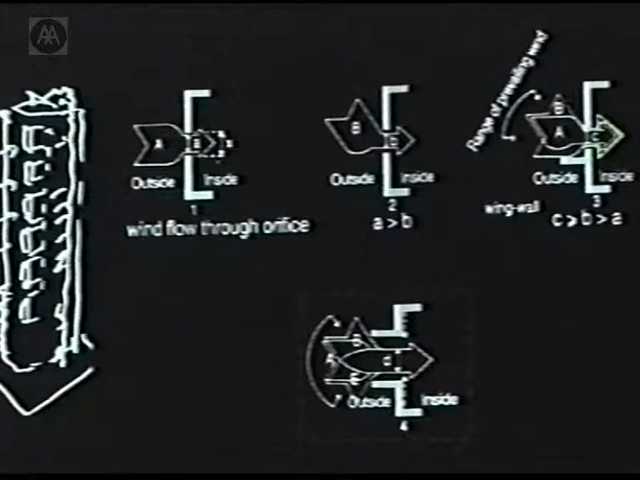 AA
Range of prevailing wind
A
B
b
B
A
c
Outside Inside
Outside Inside
Outside Inside
1
2
3
wind flow through orifice
a > b
wing-wall
c > b > a
B
A
d
Outside Inside
4